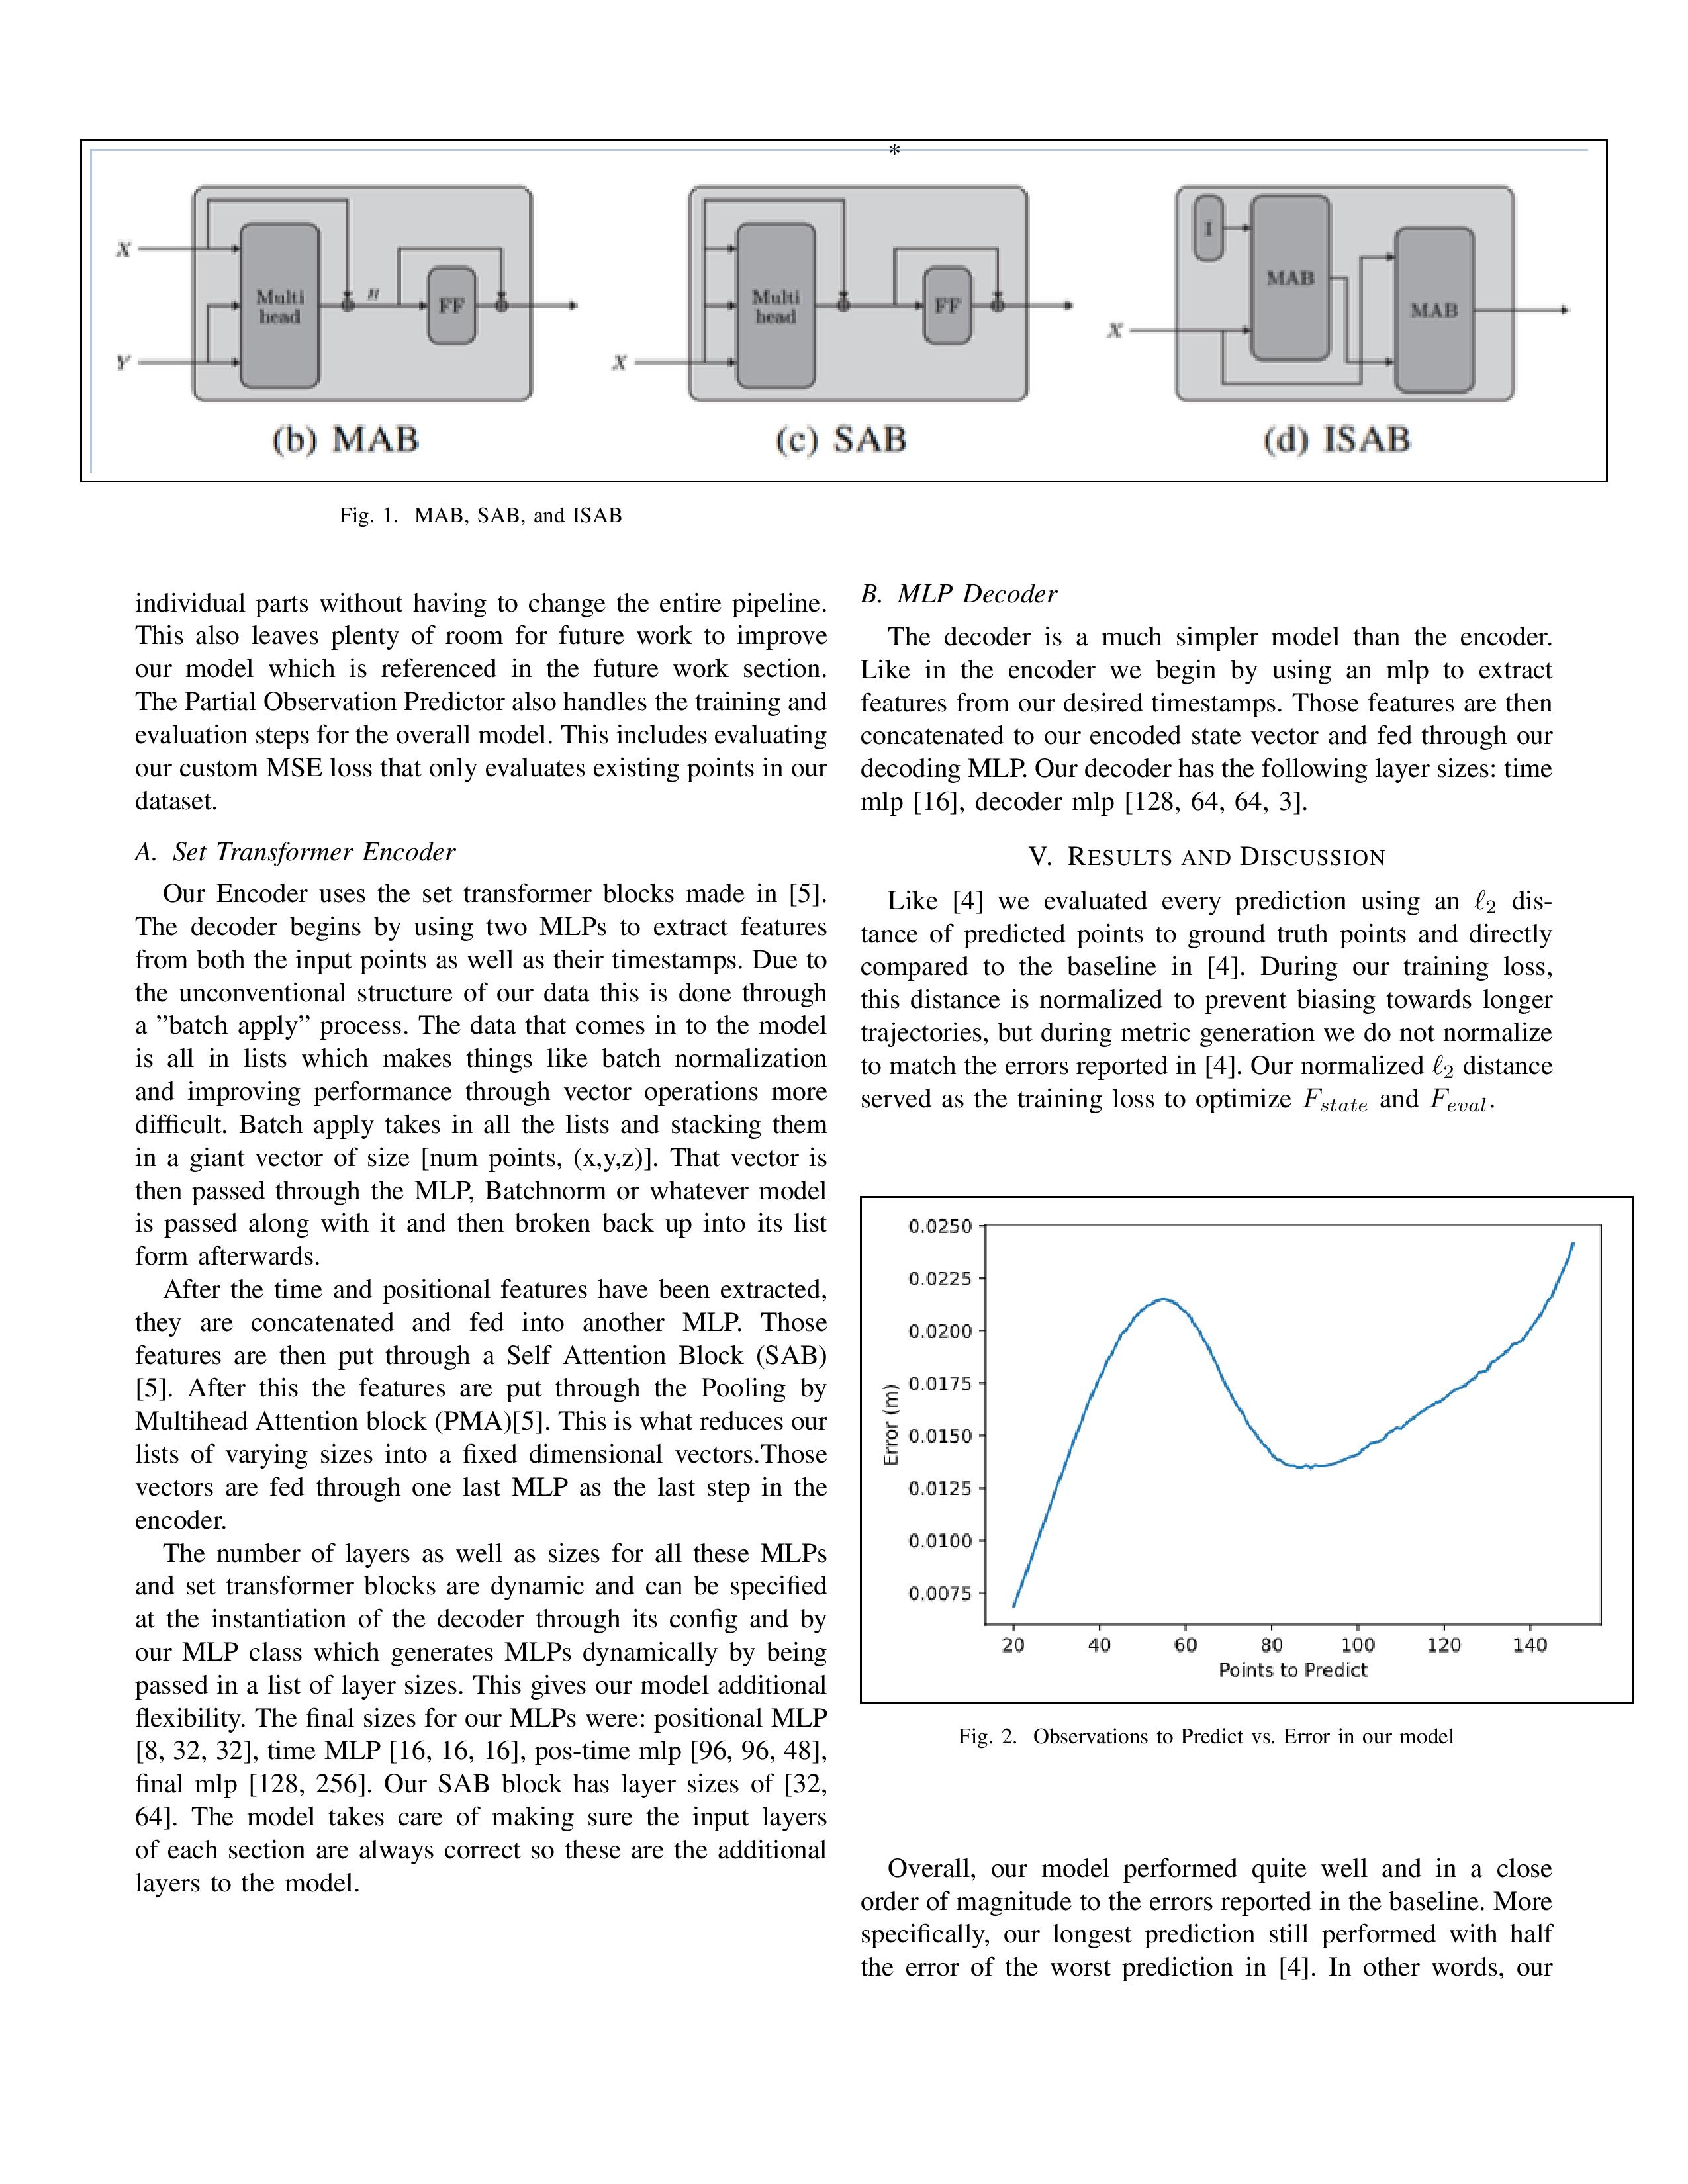 *
X
Y
Multi
head
H
FF
(b) MAB
X
Multi
head
FF
(c) SAB
I
X
MAB
MAB
(d) ISAB
Fig. 1. MAB, SAB, and ISAB
individual parts without having to change the entire pipeline.
This also leaves plenty of room for future work to improve
our model which is referenced in the future work section.
The Partial Observation Predictor also handles the training and
evaluation steps for the overall model. This includes evaluating
our custom MSE loss that only evaluates existing points in our
dataset.
A. Set Transformer Encoder
Our Encoder uses the set transformer blocks made in [5].
The decoder begins by using two MLPs to extract features
from both the input points as well as their timestamps. Due to
the unconventional structure of our data this is done through
a ”batch apply” process. The data that comes in to the model
is all in lists which makes things like batch normalization
and improving performance through vector operations more
difficult. Batch apply takes in all the lists and stacking them
in a giant vector of size [num points, (x,y,z)]. That vector is
then passed through the MLP, Batchnorm or whatever model
is passed along with it and then broken back up into its list
form afterwards.
After the time and positional features have been extracted,
they are concatenated and fed into another MLP. Those
features are then put through a Self Attention Block (SAB)
[5]. After this the features are put through the Pooling by
Multihead Attention block (PMA)[5]. This is what reduces our
lists of varying sizes into a fixed dimensional vectors.Those
vectors are fed through one last MLP as the last step in the
encoder.
The number of layers as well as sizes for all these MLPs
and set transformer blocks are dynamic and can be specified
at the instantiation of the decoder through its config and by
our MLP class which generates MLPs dynamically by being
passed in a list of layer sizes. This gives our model additional
flexibility. The final sizes for our MLPs were: positional MLP
[8, 32, 32], time MLP [16, 16, 16], pos-time mlp [96, 96, 48],
final mlp [128, 256]. Our SAB block has layer sizes of [32,
64]. The model takes care of making sure the input layers
of each section are always correct so these are the additional
layers to the model.
B. MLP Decoder
The decoder is a much simpler model than the encoder.
Like in the encoder we begin by using an mlp to extract
features from our desired timestamps. Those features are then
concatenated to our encoded state vector and fed through our
decoding MLP. Our decoder has the following layer sizes: time
mlp [16], decoder mlp [128, 64, 64, 3].
V. RESULTS AND DISCUSSION
Like [4] we evaluated every prediction using an ℓ2 dis-
tance of predicted points to ground truth points and directly
compared to the baseline in [4]. During our training loss,
this distance is normalized to prevent biasing towards longer
trajectories, but during metric generation we do not normalize
to match the errors reported in [4]. Our normalized ℓ2 distance
served as the training loss to optimize Fstate and Feval.
0.0250
0.0225
0.0200
0.0175
0.0150
0.0125
0.0100
0.0075
Error (m)
20 40 60 80 100 120 140
Points to Predict
Fig. 2. Observations to Predict vs. Error in our model
Overall, our model performed quite well and in a close
order of magnitude to the errors reported in the baseline. More
specifically, our longest prediction still performed with half
the error of the worst prediction in [4]. In other words, our